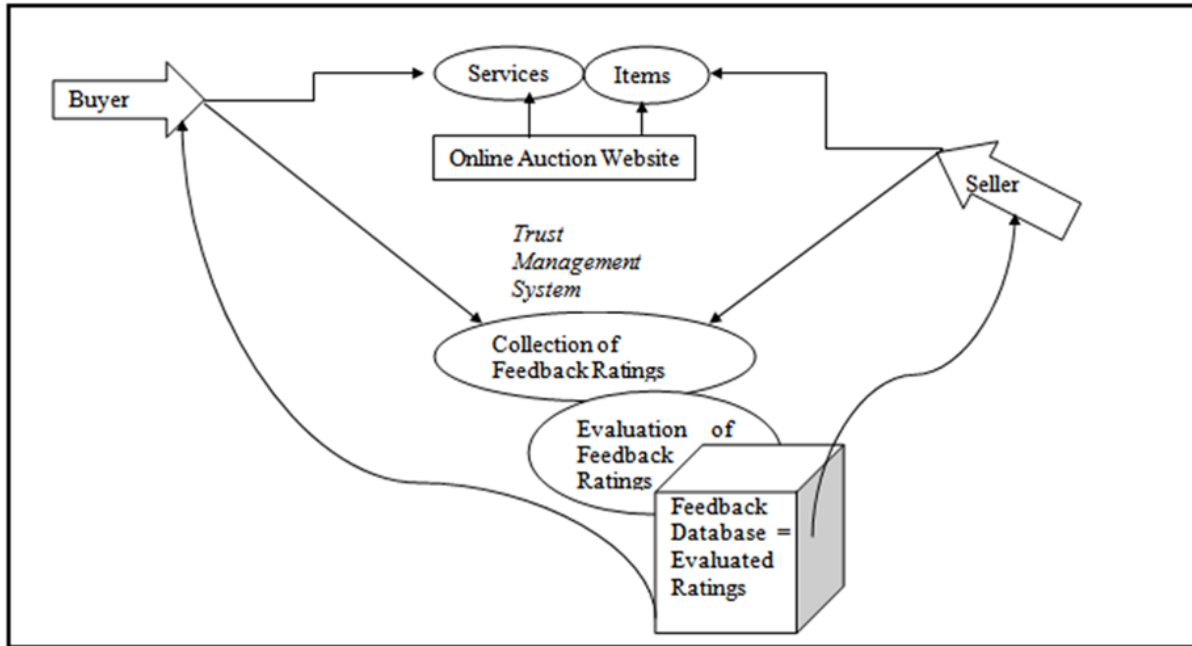 Services
Items
Buyer
Online Auction Website
Seller
Trust
Management
System
Collection of
Feedback Ratings
Evaluation of
Feedback
Ratings
Feedback
Database =
Evaluated
Ratings